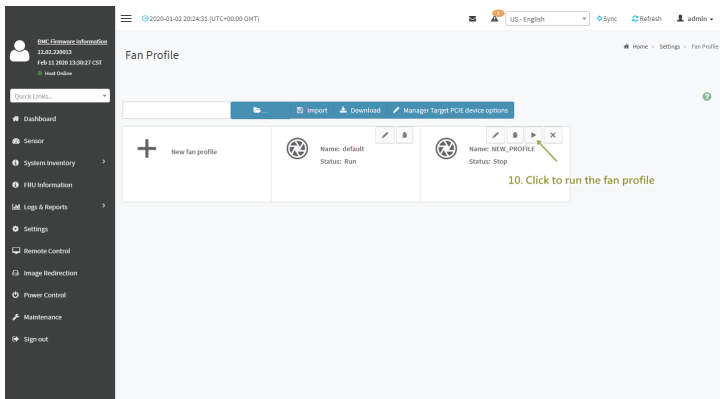 2020-01-02 20:24:31 (UTC+00:00 GMT)
1
US - English
Sync
Refresh
admin
BMC Firmware Information
12.02.220013
Feb 11 2020 13:30:27 CST
Host Online
Quick Links...
Dashboard
Sensor
System Inventory
FRU Information
Logs & Reports
Settings
Remote Control
Image Redirection
Power Control
Maintenance
Sign out
Fan Profile
Home > Settings > Fan Profile
...
Import
Download
Manager Target PCIE device options
New fan profile
Name: default
Status: Run
Name: NEW_PROFILE
Status: Stop
10. Click to run the fan profile